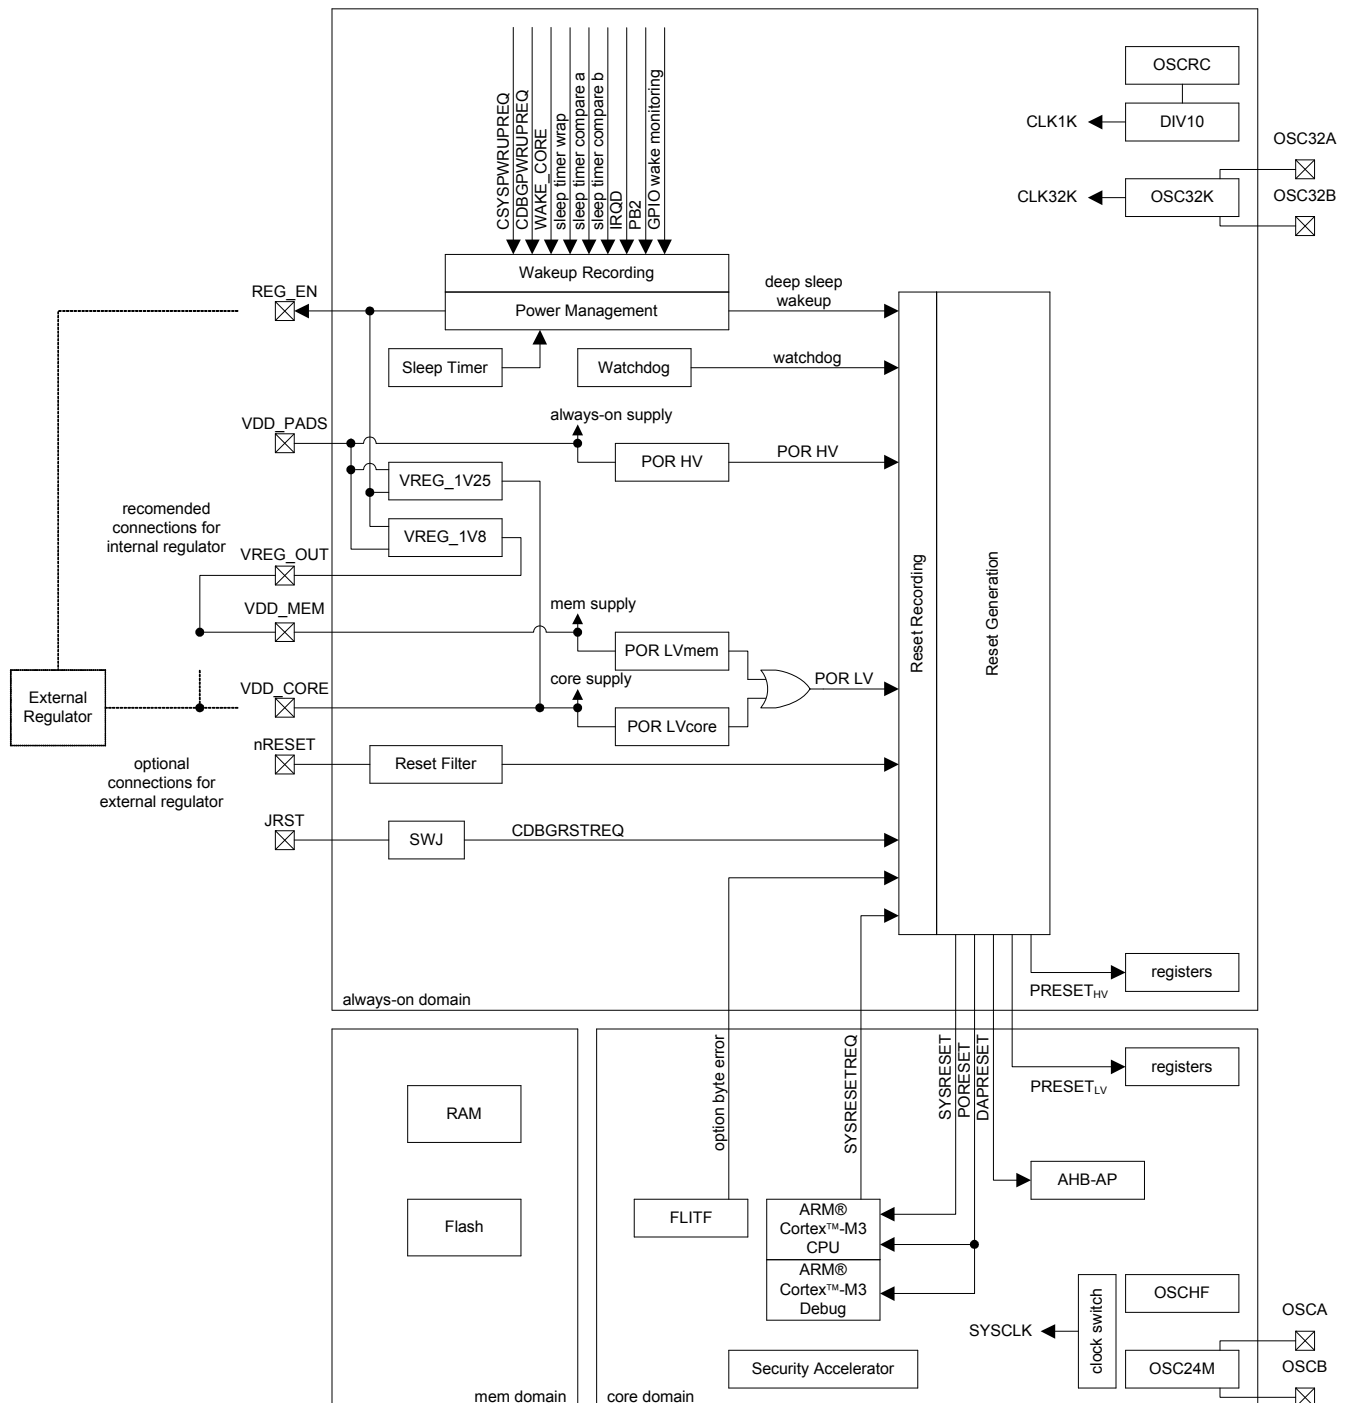 CSYSPWRUPREQ
CDBGPWRUPREQ
WAKE_CORE
sleep timer wrap
sleep timer compare a
sleep timer compare b
IRQD
PB2
GPIO wake monitoring
OSCRC
CLK1K
DIV10
OSC32A
CLK32K
OSC32K
OSC32B
Wakeup Recording
REG_EN
Power Management
deep sleep
wakeup
Sleep Timer
Watchdog
watchdog
VDD_PADS
always-on supply
POR HV
POR HV
VREG_1V25
recomended
connections for
internal regulator
VREG_1V8
VREG_OUT
VDD_MEM
mem supply
POR LVmem
Reset Recording
Reset Generation
External
Regulator
VDD_CORE
core supply
POR LV
POR LVcore
nRESET
Reset Filter
optional
connections for
external regulator
JRST
SWJ
CDBGRSTREQ
registers
PRESETHV
always-on domain
option byte error
SYSRESETREQ
SYSRESET
PORESET
DAPRESET
registers
PRESETLV
RAM
AHB-AP
Flash
FLITF
ARM®
Cortex™-M3
CPU
ARM®
Cortex™-M3
Debug
OSCHF
SYSCLK
clock switch
OSCA
Security Accelerator
OSC24M
OSCB
mem domain
core domain